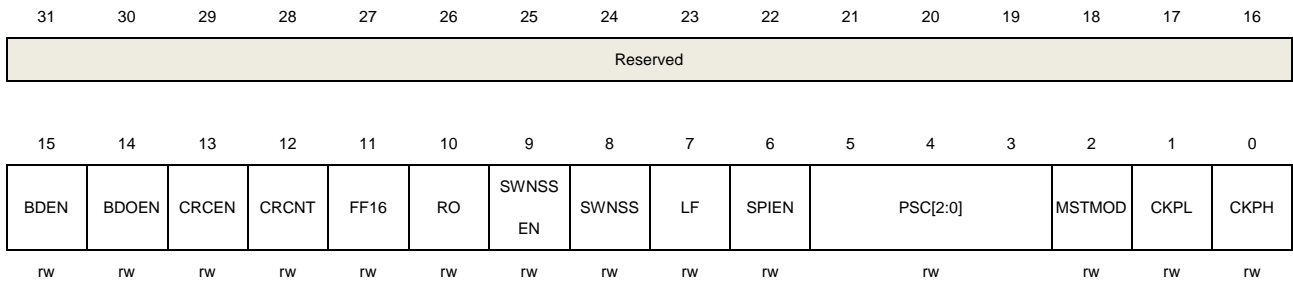 31 30 29 28 27 26 25 24 23 22 21 20 19 18 17 16
Reserved
15 14 13 12 11 10 9 8 7 6 5 4 3 2 1 0
BDEN BDOEN CRCEN CRCNT FF16 RO SWNSS EN SWNSS LF SPIEN PSC[2:0] MSTMOD CKPL CKPH
rw rw rw rw rw rw rw rw rw rw rw rw rw rw